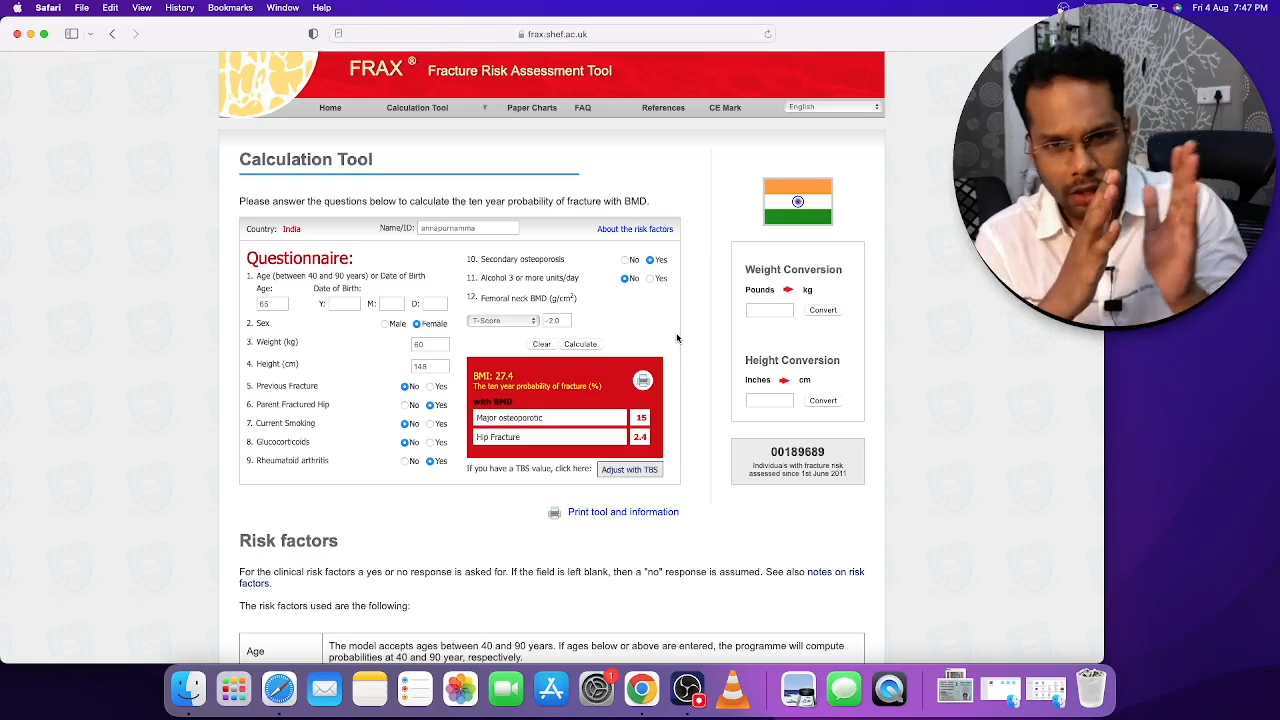 Safari File Edit View History Bookmarks Window Help
Fri 4 Aug 7:47 PM
frax.shef.ac.uk
FRAX ® Fracture Risk Assessment Tool
Home Calculation Tool ▼ Paper Charts FAQ References CE Mark English
Calculation Tool
Please answer the questions below to calculate the ten year probability of fracture with BMD.
Country: India Name/ID: annapurnamma About the risk factors
Questionnaire:
1. Age (between 40 and 90 years) or Date of Birth
Age: Date of Birth:
65 Y: M: D:
2. Sex Male Female
3. Weight (kg) 60
4. Height (cm) 148
5. Previous Fracture No Yes
6. Parent Fractured Hip No Yes
7. Current Smoking No Yes
8. Glucocorticoids No Yes
9. Rheumatoid arthritis No Yes
10. Secondary osteoporosis No Yes
11. Alcohol 3 or more units/day No Yes
12. Femoral neck BMD (g/cm²)
T-Score -2.0
Clear Calculate
BMI: 27.4
The ten year probability of fracture (%)
with BMD
Major osteoporotic 15
Hip Fracture 2.4
If you have a TBS value, click here: Adjust with TBS
Print tool and information
Weight Conversion
Pounds kg
Convert
Height Conversion
Inches cm
Convert
00189689
Individuals with fracture risk
assessed since 1st June 2011
Risk factors
For the clinical risk factors a yes or no response is asked for. If the field is left blank, then a "no" response is assumed. See also notes on risk
factors.
The risk factors used are the following:
Age
The model accepts ages between 40 and 90 years. If ages below or above are entered, the programme will compute
probabilities at 40 and 90 year, respectively.
1